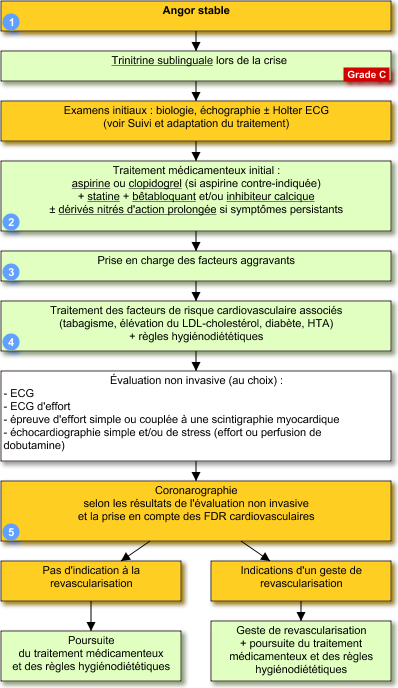 Angor stable
1
Trinitrine sublinguale lors de la crise
Grade C
Examens initiaux : biologie, échographie ± Holter ECG
(voir Suivi et adaptation du traitement)
Traitement médicamenteux initial :
aspirine ou clopidogrel (si aspirine contre-indiquée)
+ statine + bêtabloquant et/ou inhibiteur calcique
± dérivés nitrés d'action prolongée si symptômes persistants
2
Prise en charge des facteurs aggravants
3
Traitement des facteurs de risque cardiovasculaire associés
(tabagisme, élévation du LDL-cholestérol, diabète, HTA)
+ règles hygiénodiététiques
4
Évaluation non invasive (au choix) :
- ECG
- ECG d'effort
- épreuve d'effort simple ou couplée à une scintigraphie myocardique
- échocardiographie simple et/ou de stress (effort ou perfusion de
dobutamine)
Coronarographie
selon les résultats de l'évaluation non invasive
et la prise en compte des FDR cardiovasculaires
5
Pas d'indication à la
revascularisation
Indications d'un geste de
revascularisation
Poursuite
du traitement médicamenteux
et des règles hygiénodiététiques
Geste de revascularisation
+ poursuite du traitement
médicamenteux et des règles
hygiénodiététiques